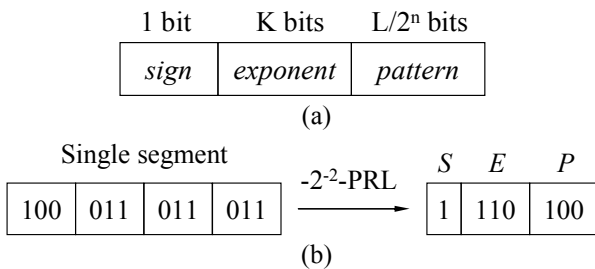 1 bit K bits L/2ⁿ bits
sign exponent pattern
(a)
Single segment
-2⁻²-PRL
S E P
100 011 011 011
1 110 100
(b)